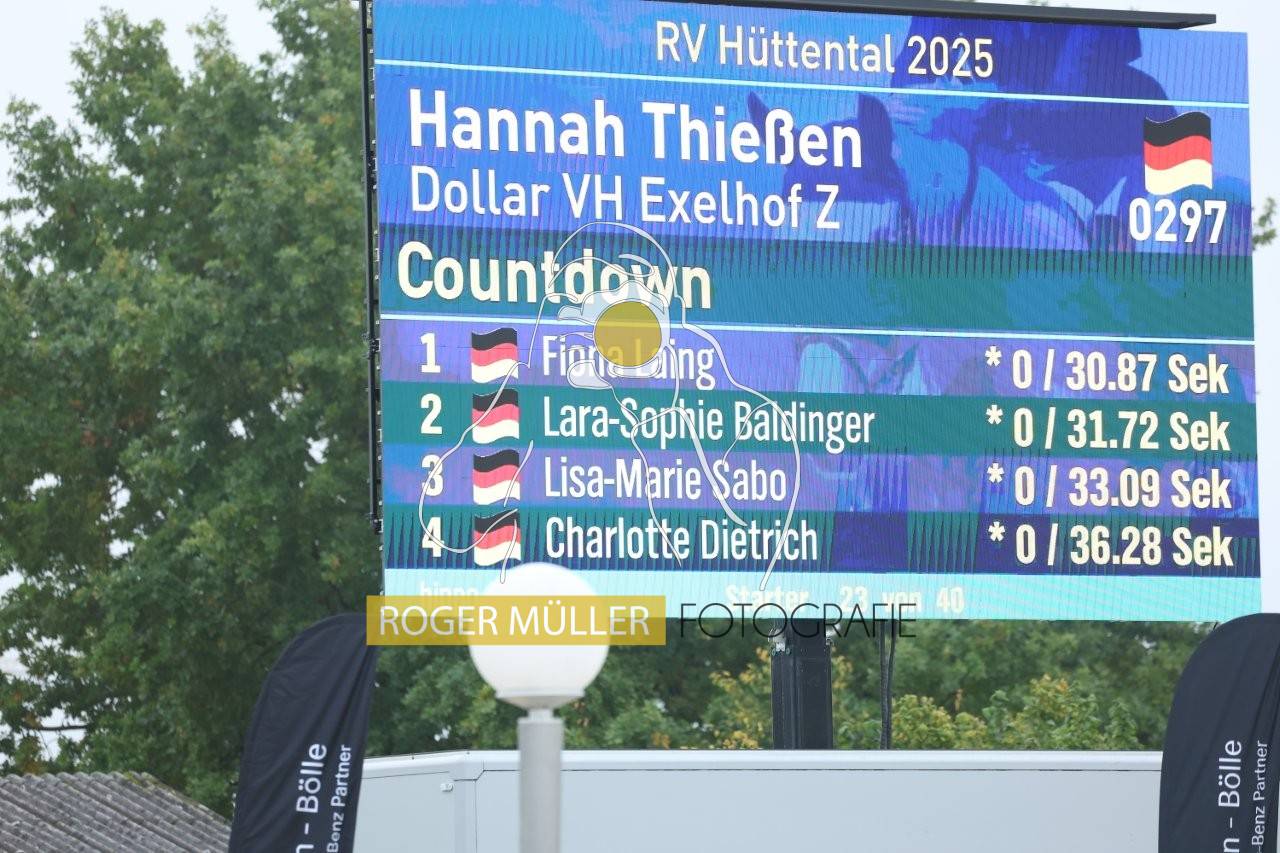 RV Hüttental 2025
Hannah Thießen
Dollar VH Exelhof Z
0297
Countdown
1 Fiona Laing * 0 / 30.87 Sek
2 Lara-Sophie Baldinger * 0 / 31.72 Sek
3 Lisa-Marie Sabo * 0 / 33.09 Sek
4 Charlotte Dietrich * 0 / 36.28 Sek
Starter 23 von 40
ROGER MÜLLER FOTOGRAFIE
n - Bölle
Benz Partner
n - Bölle
-Benz Partner